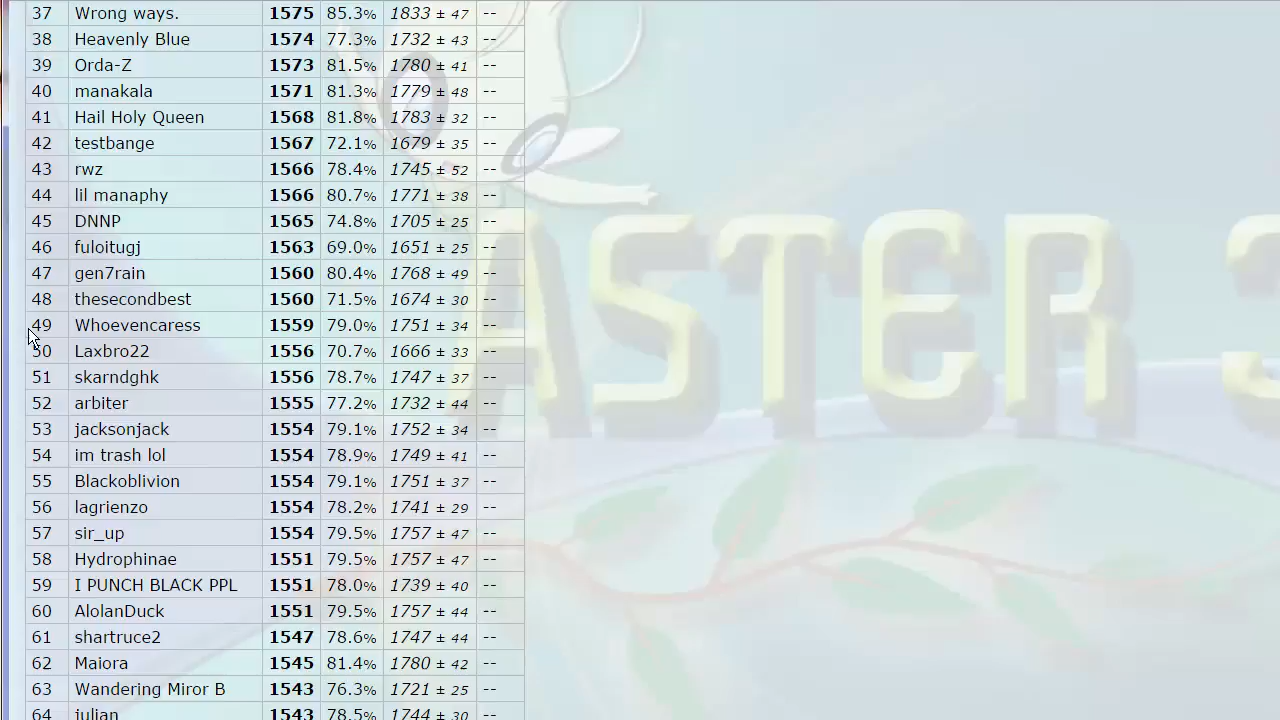 37 Wrong ways. 1575 85.3% 1833 ± 47 --
38 Heavenly Blue 1574 77.3% 1732 ± 43 --
39 Orda-Z 1573 81.5% 1780 ± 41 --
40 manakala 1571 81.3% 1779 ± 48 --
41 Hail Holy Queen 1568 81.8% 1783 ± 32 --
42 testbange 1567 72.1% 1679 ± 35 --
43 rwz 1566 78.4% 1745 ± 52 --
44 lil manaphy 1566 80.7% 1771 ± 38 --
45 DNNP 1565 74.8% 1705 ± 25 --
46 fuloitugj 1563 69.0% 1651 ± 25 --
47 gen7rain 1560 80.4% 1768 ± 49 --
48 thesecondbest 1560 71.5% 1674 ± 30 --
49 Whoevencaress 1559 79.0% 1751 ± 34 --
50 Laxbro22 1556 70.7% 1666 ± 33 --
51 skarndghk 1556 78.7% 1747 ± 37 --
52 arbiter 1555 77.2% 1732 ± 44 --
53 jacksonjack 1554 79.1% 1752 ± 34 --
54 im trash lol 1554 78.9% 1749 ± 41 --
55 Blackoblivion 1554 79.1% 1751 ± 37 --
56 lagrienzo 1554 78.2% 1741 ± 29 --
57 sir_up 1554 79.5% 1757 ± 47 --
58 Hydrophinae 1551 79.5% 1757 ± 47 --
59 I PUNCH BLACK PPL 1551 78.0% 1739 ± 40 --
60 AlolanDuck 1551 79.5% 1757 ± 44 --
61 shartruce2 1547 78.6% 1747 ± 44 --
62 Maiora 1545 81.4% 1780 ± 42 --
63 Wandering Miror B 1543 76.3% 1721 ± 25 --
64 julian 1543 78.5% 1744 ± 30 --
ASTER